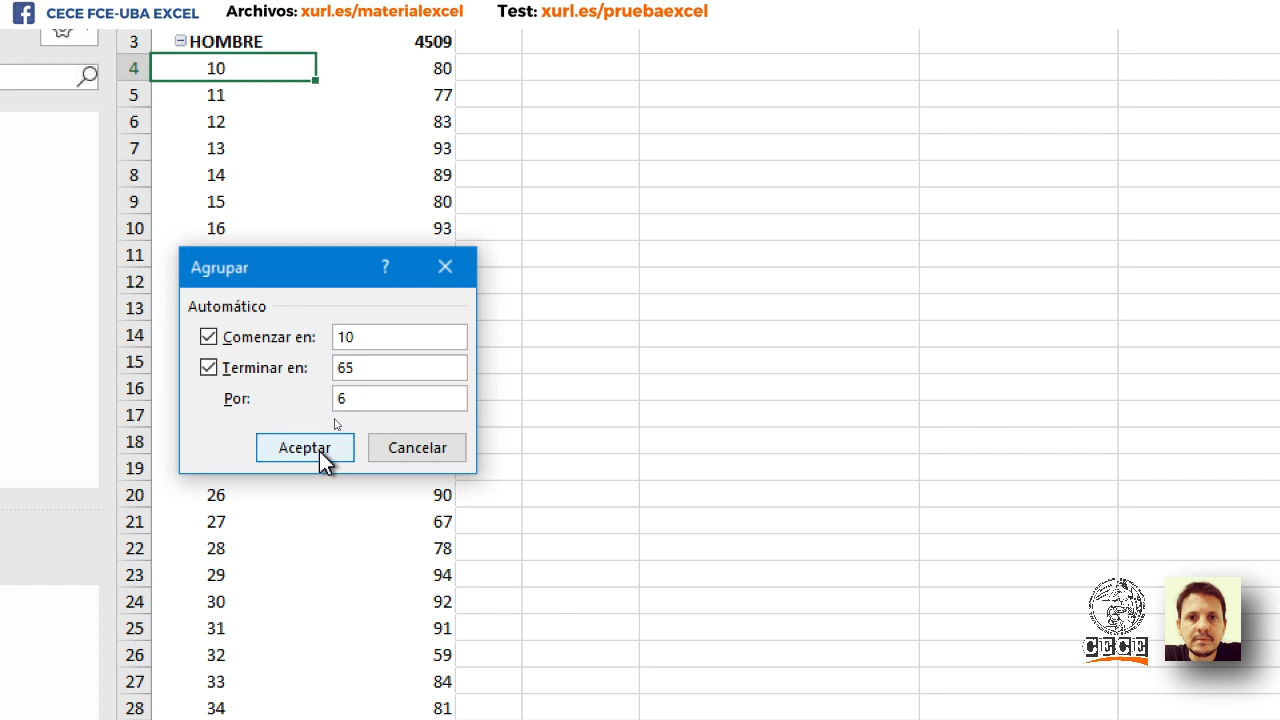 CECE FCE-UBA EXCEL Archivos: xurl.es/materialexcel Test: xurl.es/pruebaexcel
3 HOMBRE 4509
4 10 80
5 11 77
6 12 83
7 13 93
8 14 89
9 15 80
10 16 93
11
12
13
14
15
16
17
18
19
Agrupar ? ×
Automático
Comenzar en: 10
Terminar en: 65
Por: 6
Aceptar Cancelar
20 26 90
21 27 67
22 28 78
23 29 94
24 30 92
25 31 91
26 32 59
27 33 84
28 34 81
CECE